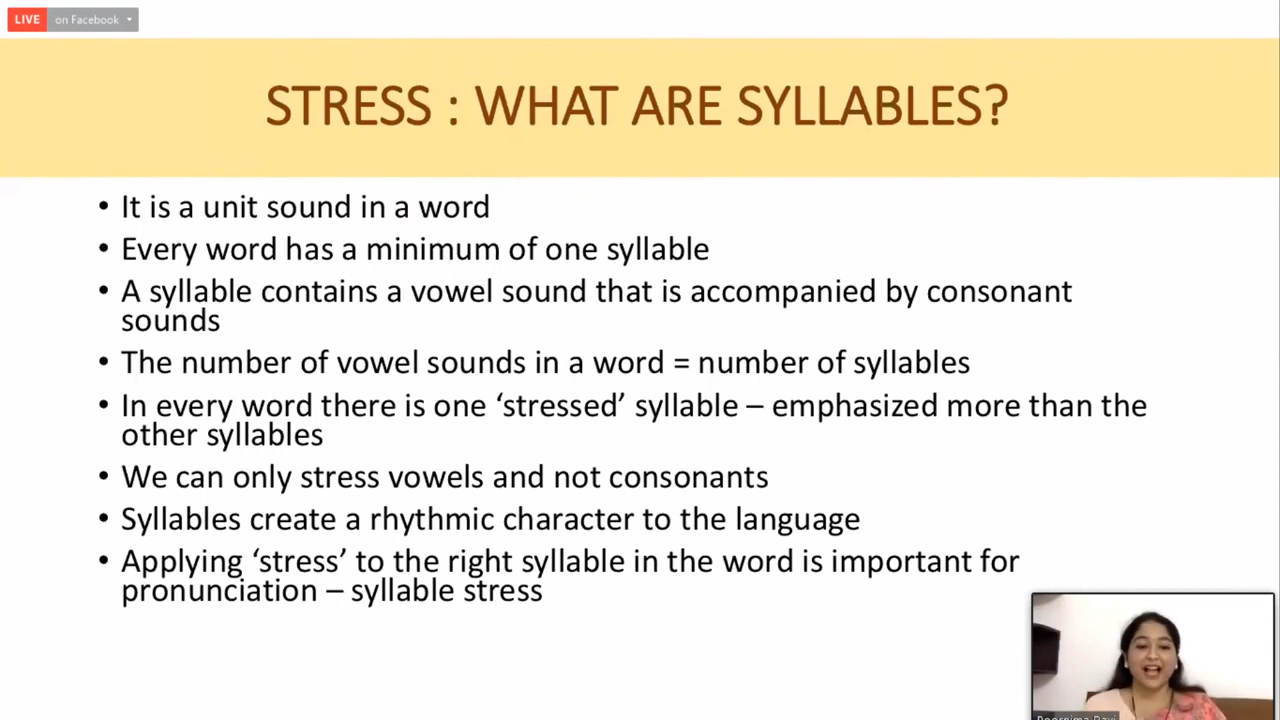 LIVE on Facebook
STRESS : WHAT ARE SYLLABLES?
• It is a unit sound in a word
• Every word has a minimum of one syllable
• A syllable contains a vowel sound that is accompanied by consonant
sounds
• The number of vowel sounds in a word = number of syllables
• In every word there is one ‘stressed’ syllable – emphasized more than the
other syllables
• We can only stress vowels and not consonants
• Syllables create a rhythmic character to the language
• Applying ‘stress’ to the right syllable in the word is important for
pronunciation – syllable stress